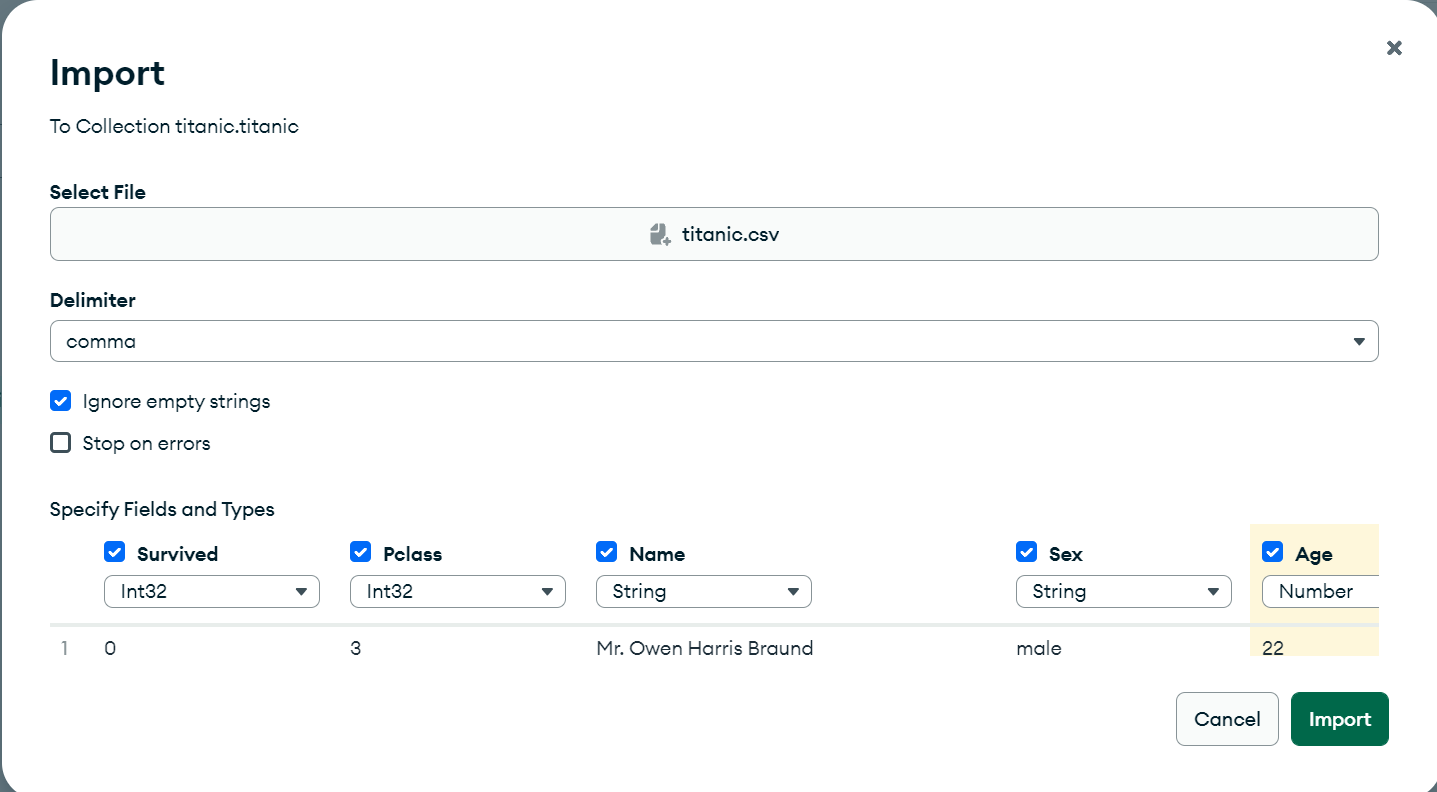 Import
To Collection titanic.titanic
Select File
titanic.csv
Delimiter
comma
Ignore empty strings
Stop on errors
Specify Fields and Types
Survived Pclass Name Sex Age
Int32 Int32 String String Number
1 0 3 Mr. Owen Harris Braund male 22
Cancel Import